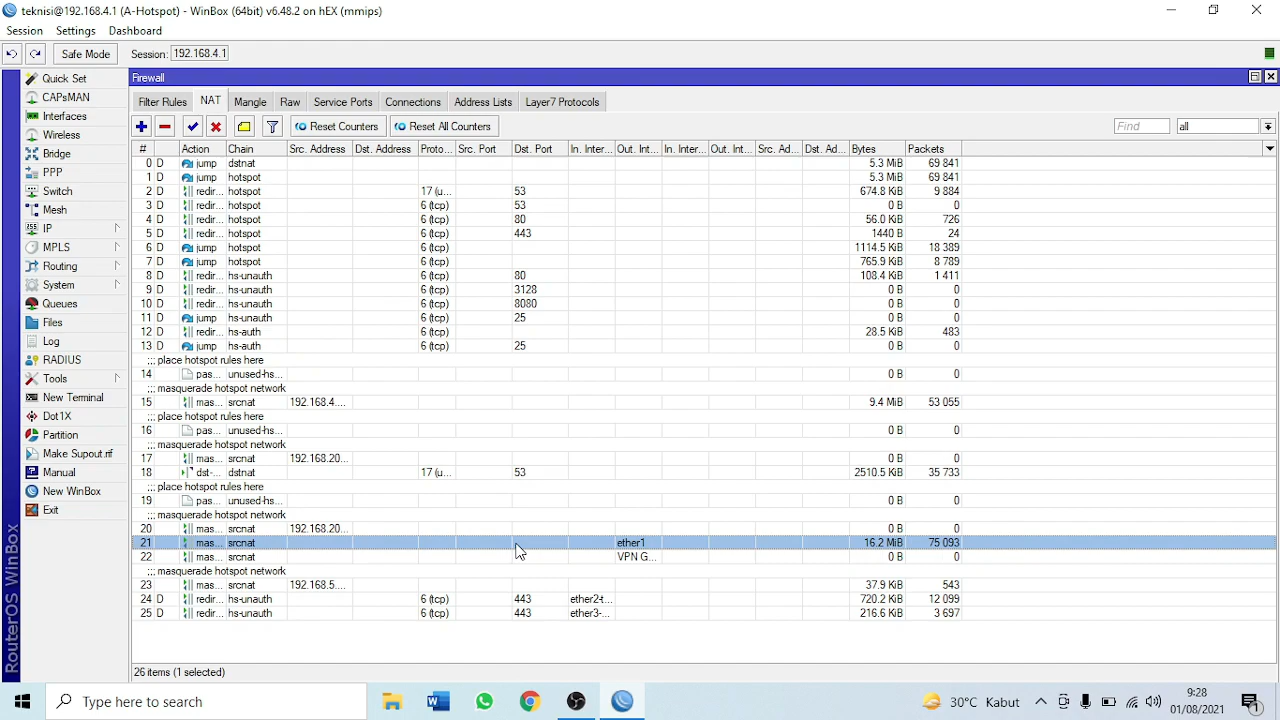 teknisi@192.168.4.1 (A-Hotspot) - WinBox (64bit) v6.48.2 on hEX (mmips)
Session Settings Dashboard
Safe Mode Session: 192.168.4.1
Quick Set
CAPsMAN
Interfaces
Wireless
Bridge
PPP
Switch
Mesh
IP
MPLS
Routing
System
Queues
Files
Log
RADIUS
Tools
New Terminal
Dot1X
Partition
Make Supout.rif
Manual
New WinBox
Exit
RouterOS WinBox
Firewall
Filter Rules NAT Mangle Raw Service Ports Connections Address Lists Layer7 Protocols
Reset Counters Reset All Counters Find all
# Action Chain Src. Address Dst. Address Proto... Src. Port Dst. Port In. Inter... Out. Int... In. Inter... Out. Int... Src. Ad... Dst. Ad... Bytes Packets
0 D jump dstnat 5.3 MiB 69 841
1 D jump hotspot 5.3 MiB 69 841
2 D redir... hotspot 17 (u... 53 674.8 KiB 9 884
3 D redir... hotspot 6 (tcp) 53 0 B 0
4 D redir... hotspot 6 (tcp) 80 56.0 KiB 726
5 D redir... hotspot 6 (tcp) 443 1440 B 24
6 D jump hotspot 6 (tcp) 1114.5 KiB 18 389
7 D jump hotspot 6 (tcp) 765.9 KiB 8 789
8 D redir... hs-unauth 6 (tcp) 80 108.4 KiB 1 411
9 D redir... hs-unauth 6 (tcp) 3128 0 B 0
10 D redir... hs-unauth 6 (tcp) 8080 0 B 0
11 D jump hs-unauth 6 (tcp) 25 0 B 0
12 D redir... hs-auth 6 (tcp) 28.5 KiB 483
13 D jump hs-auth 6 (tcp) 25 0 B 0
;;; place hotspot rules here
14 pas... unused-hs... 0 B 0
;;; masquerade hotspot network
15 mas... srcnat 192.168.4.... 9.4 MiB 53 055
;;; place hotspot rules here
16 pas... unused-hs... 0 B 0
;;; masquerade hotspot network
17 mas... srcnat 192.168.20... 0 B 0
18 dst-... dstnat 17 (u... 53 2510.5 KiB 35 733
;;; place hotspot rules here
19 pas... unused-hs... 0 B 0
;;; masquerade hotspot network
20 mas... srcnat 192.168.20... 0 B 0
21 mas... srcnat ether1 16.2 MiB 75 093
22 mas... srcnat VPN G... 0 B 0
;;; masquerade hotspot network
23 mas... srcnat 192.168.5.... 37.9 KiB 543
24 redir... hs-unauth 6 (tcp) 443 ether2-t... 720.2 KiB 12 099
25 redir... hs-unauth 6 (tcp) 443 ether3-... 216.6 KiB 3 697
26 items (1 selected)
Type here to search
30°C Kabut
9:28
01/08/2021